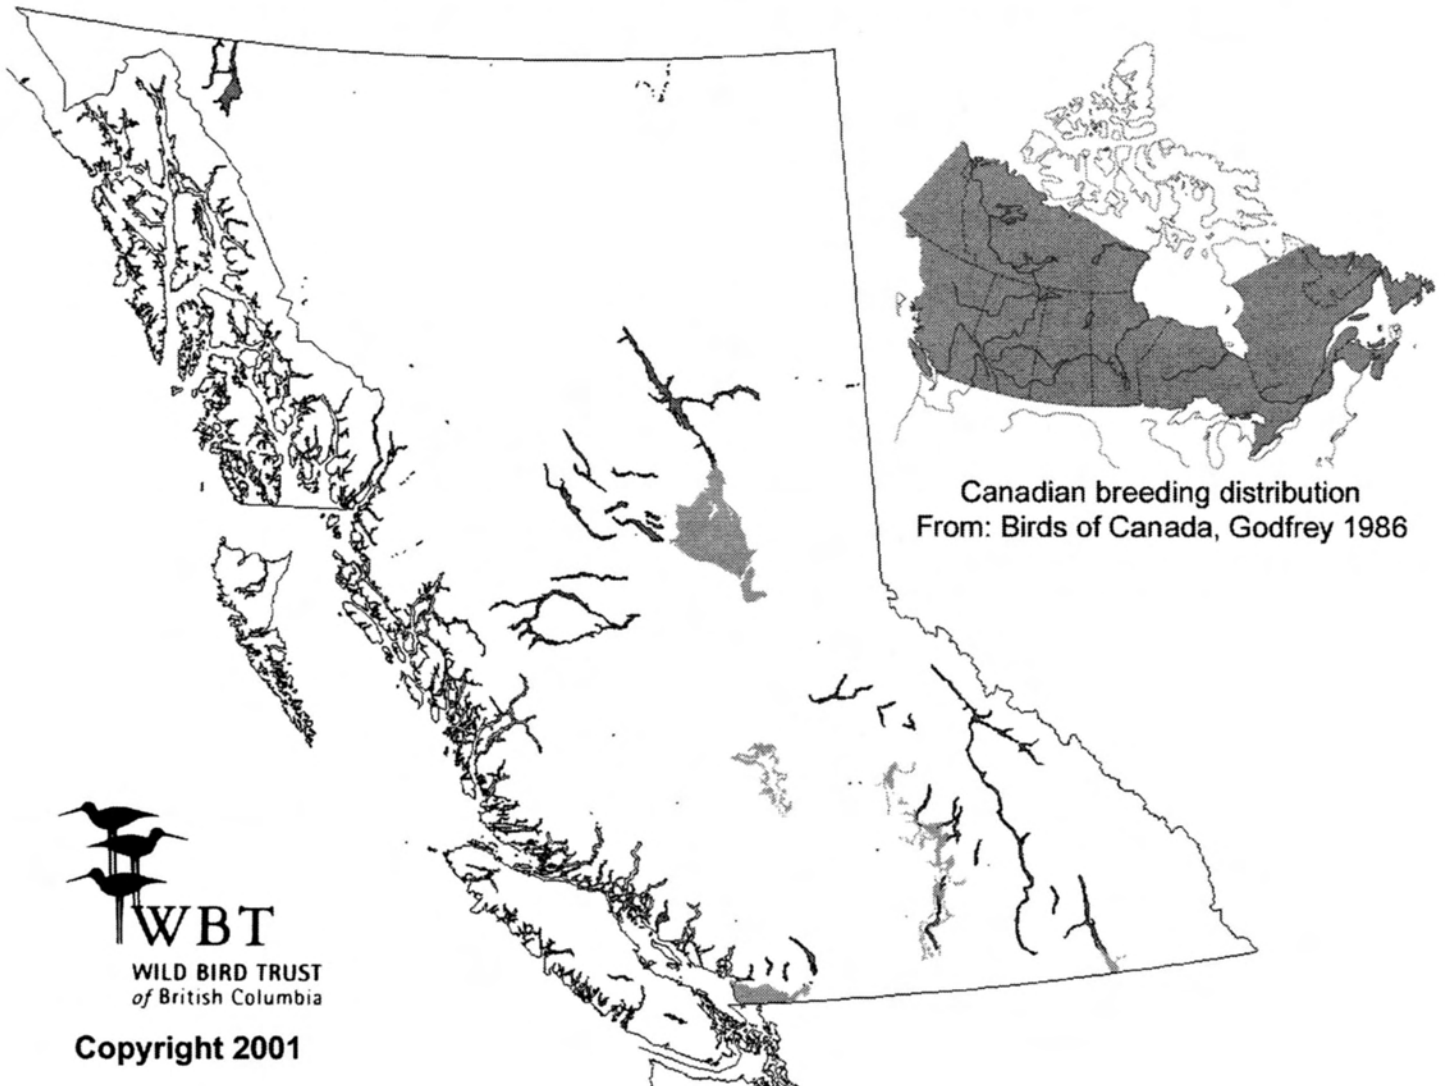 Canadian breeding distribution
From: Birds of Canada, Godfrey 1986
WBT
WILD BIRD TRUST
of British Columbia
Copyright 2001